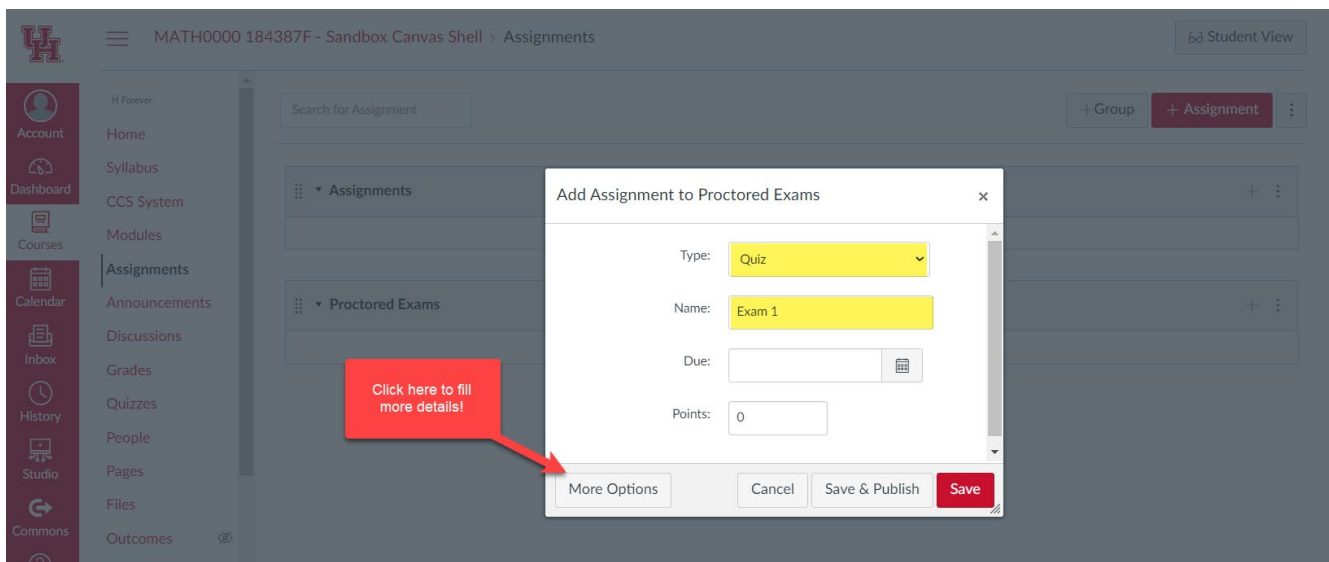 UH
MATH0000 184387F - Sandbox Canvas Shell › Assignments
Student View
Account
Dashboard
Courses
Calendar
Inbox
History
Studio
Commons
H Forever
Home
Syllabus
CCS System
Modules
Assignments
Announcements
Discussions
Grades
Quizzes
People
Pages
Files
Outcomes
Search for Assignment
+ Group
+ Assignment
Assignments
Proctored Exams
Click here to fill
more details!
Add Assignment to Proctored Exams
×
Type:
Quiz
Name:
Exam 1
Due:
Points:
0
More Options
Cancel
Save & Publish
Save